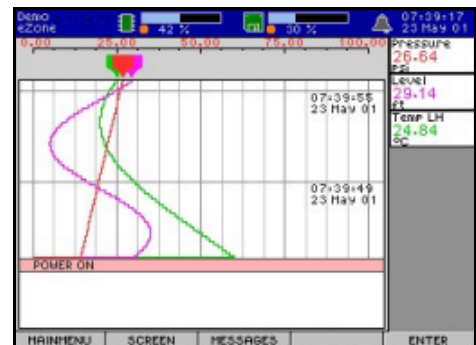 Demo
eZone
42 %
30 %
07:39:17
23 May 01
0.00 25.00 50.00 75.00 100.00
Pressure
26.64
PSI
Level
29.14
ft
Temp LH
24.84
°C
07:39:55
23 May 01
07:39:49
23 May 01
POWER ON
MAINMENU SCREEN MESSAGES ENTER